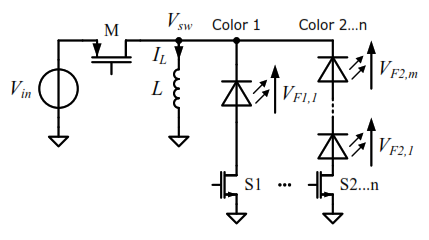 M
V_sw
Color 1
Color 2...n
I_L
V_in
L
V_F1,1
V_F2,m
V_F2,1
S1
S2...n